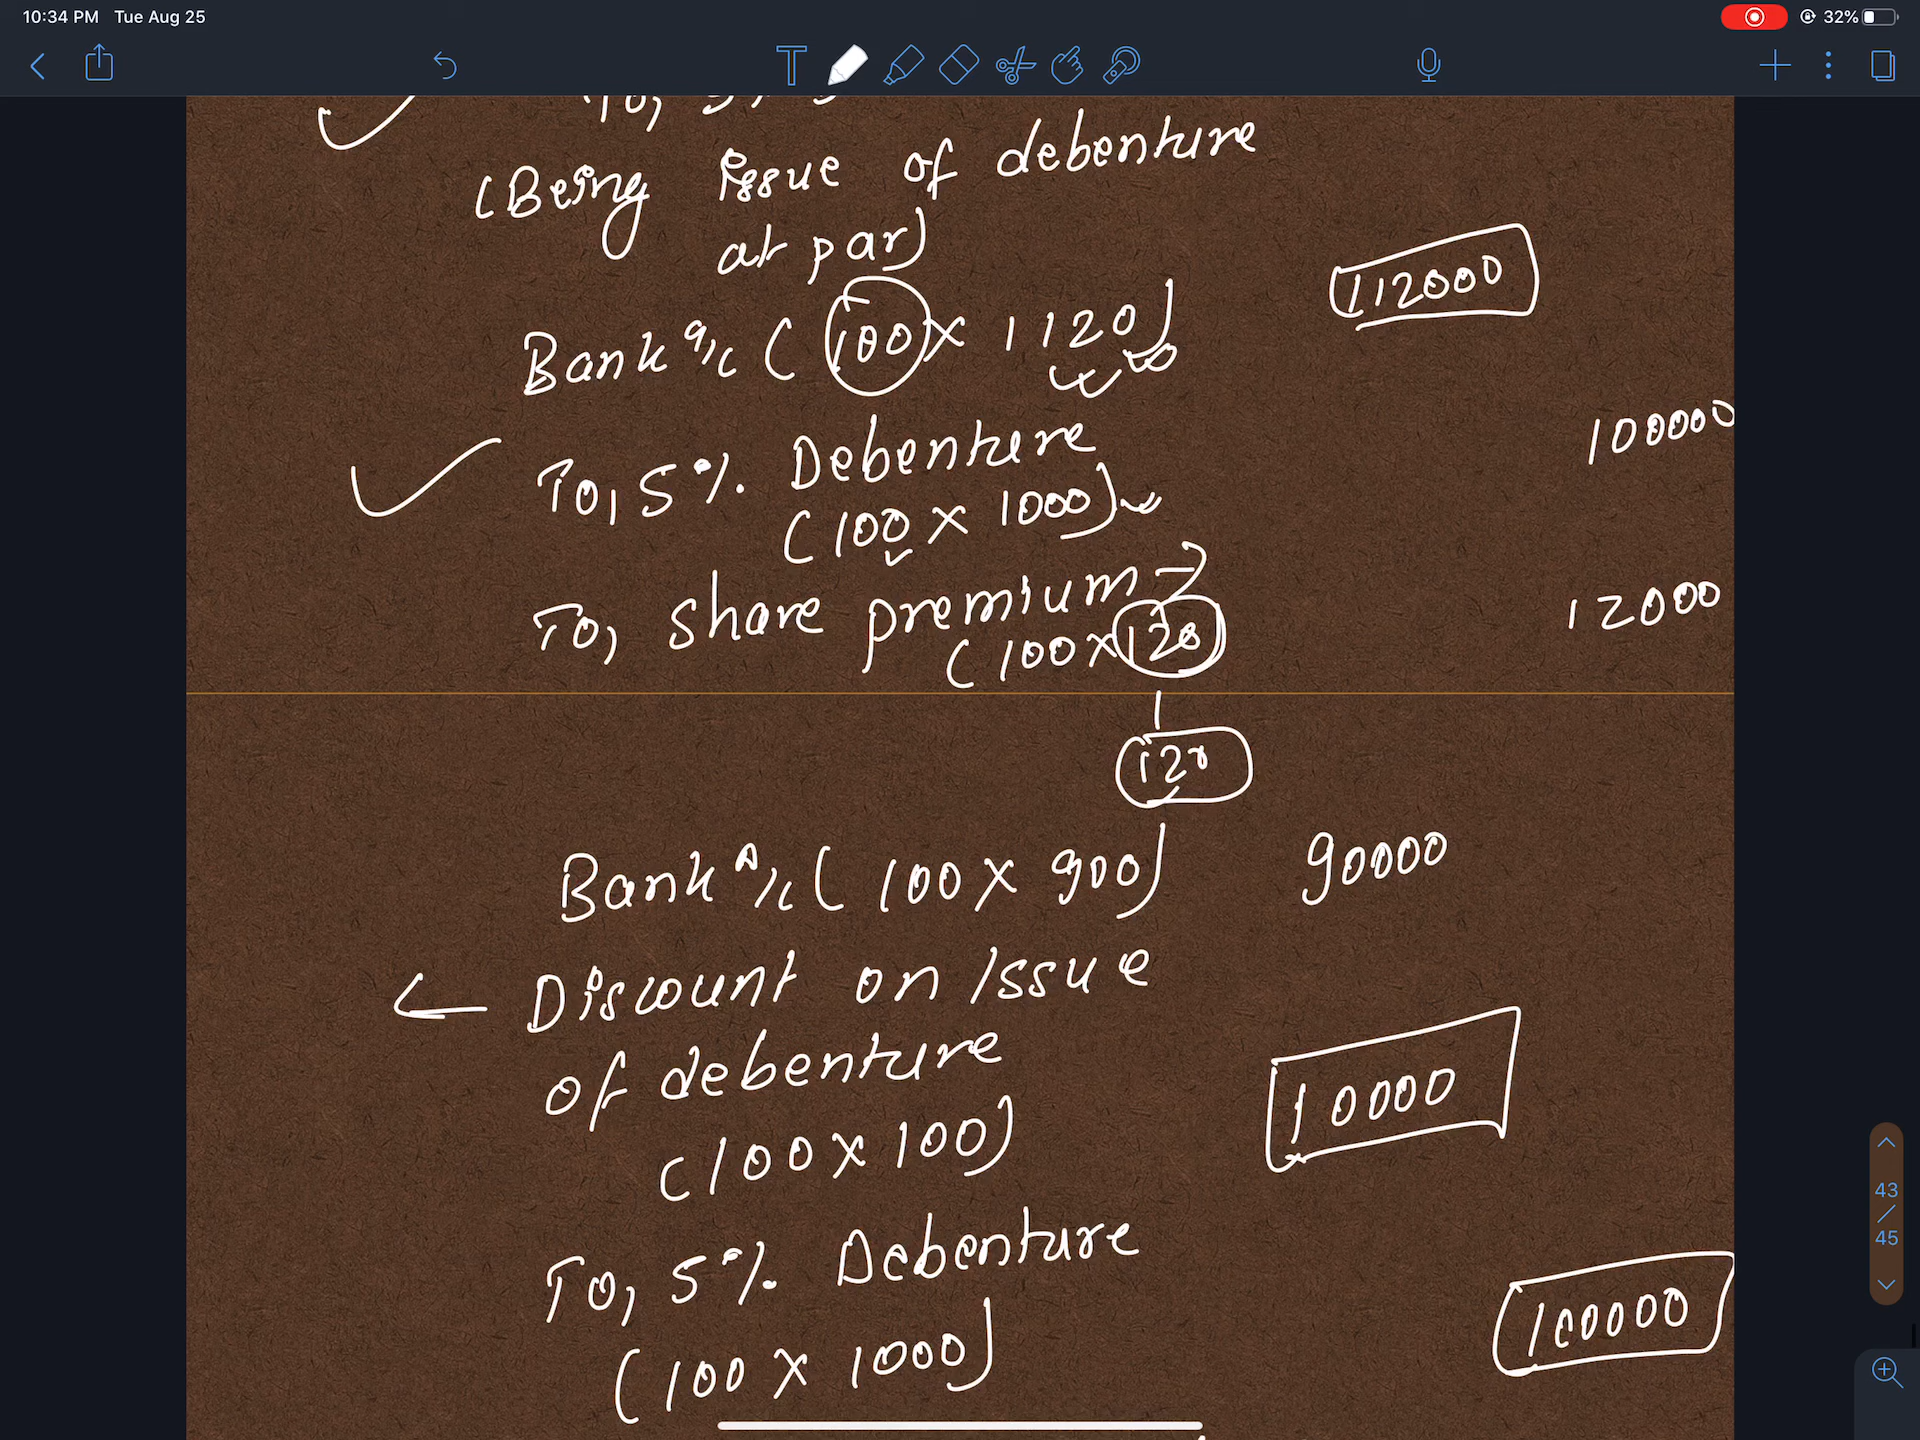 10:34 PM Tue Aug 25
32%
To, 5%
(Being issue of debenture
at par)
112000
Bank a/c (100 × 1120)
100000
To, 5% Debenture
(100 × 1000)
To, share premium
12000
(100 × 120)
120
Bank A/c (100 × 900) 90000
Discount on Issue
of debenture
10000
(100 × 100)
43
/
45
To, 5% Debenture
100000
(100 × 1000)